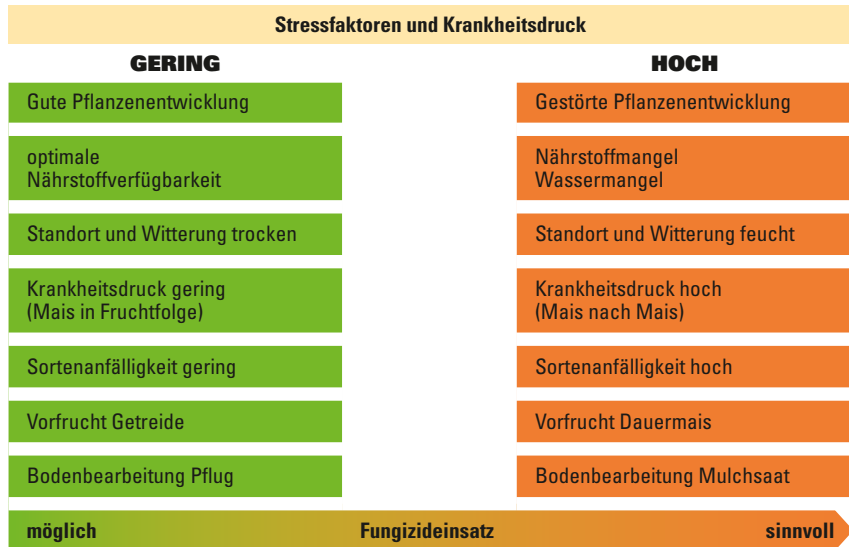 Stressfaktoren und Krankheitsdruck
GERING
HOCH
Gute Pflanzenentwicklung
Gestörte Pflanzenentwicklung
optimale
Nährstoffverfügbarkeit
Nährstoffmangel
Wassermangel
Standort und Witterung trocken
Standort und Witterung feucht
Krankheitsdruck gering
(Mais in Fruchtfolge)
Krankheitsdruck hoch
(Mais nach Mais)
Sortenanfälligkeit gering
Sortenanfälligkeit hoch
Vorfrucht Getreide
Vorfrucht Dauermais
Bodenbearbeitung Pflug
Bodenbearbeitung Mulchsaat
möglich Fungizideinsatz sinnvoll